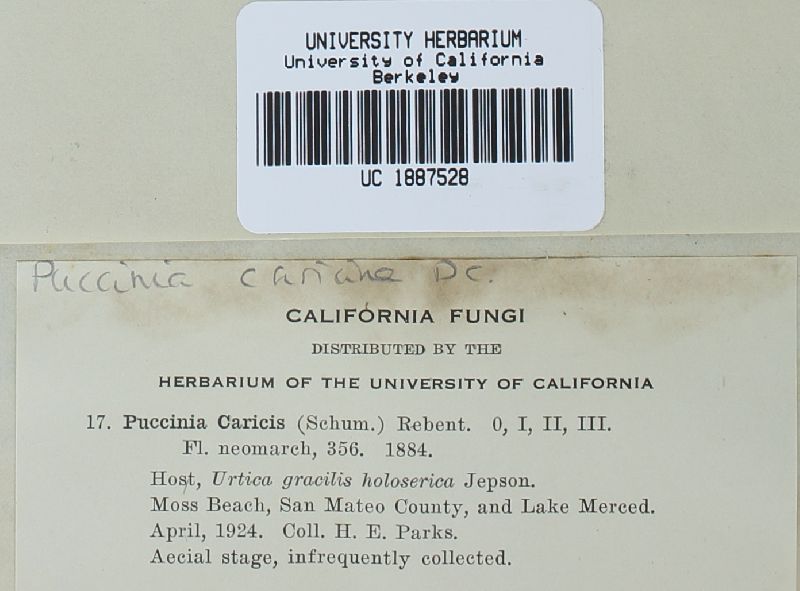 UNIVERSITY HERBARIUM
University of California
Berkeley
UC 1887528
Puccinia caricina DC.
CALIFORNIA FUNGI
DISTRIBUTED BY THE
HERBARIUM OF THE UNIVERSITY OF CALIFORNIA
17. Puccinia Caricis (Schum.) Rebent. 0, I, II, III.
Fl. neomarch, 356. 1884.
Host, Urtica gracilis holoserica Jepson.
Moss Beach, San Mateo County, and Lake Merced.
April, 1924. Coll. H. E. Parks.
Aecial stage, infrequently collected.